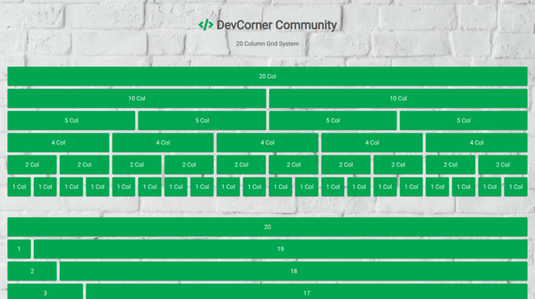 </> DevCorner Community
20 Column Grid System
20 Col
10 Col 10 Col
5 Col 5 Col 5 Col 5 Col
4 Col 4 Col 4 Col 4 Col 4 Col
2 Col 2 Col 2 Col 2 Col 2 Col 2 Col 2 Col 2 Col 2 Col 2 Col
1 Col 1 Col 1 Col 1 Col 1 Col 1 Col 1 Col 1 Col 1 Col 1 Col 1 Col 1 Col 1 Col 1 Col 1 Col 1 Col 1 Col 1 Col 1 Col 1 Col
20
1 19
2 18
3 17